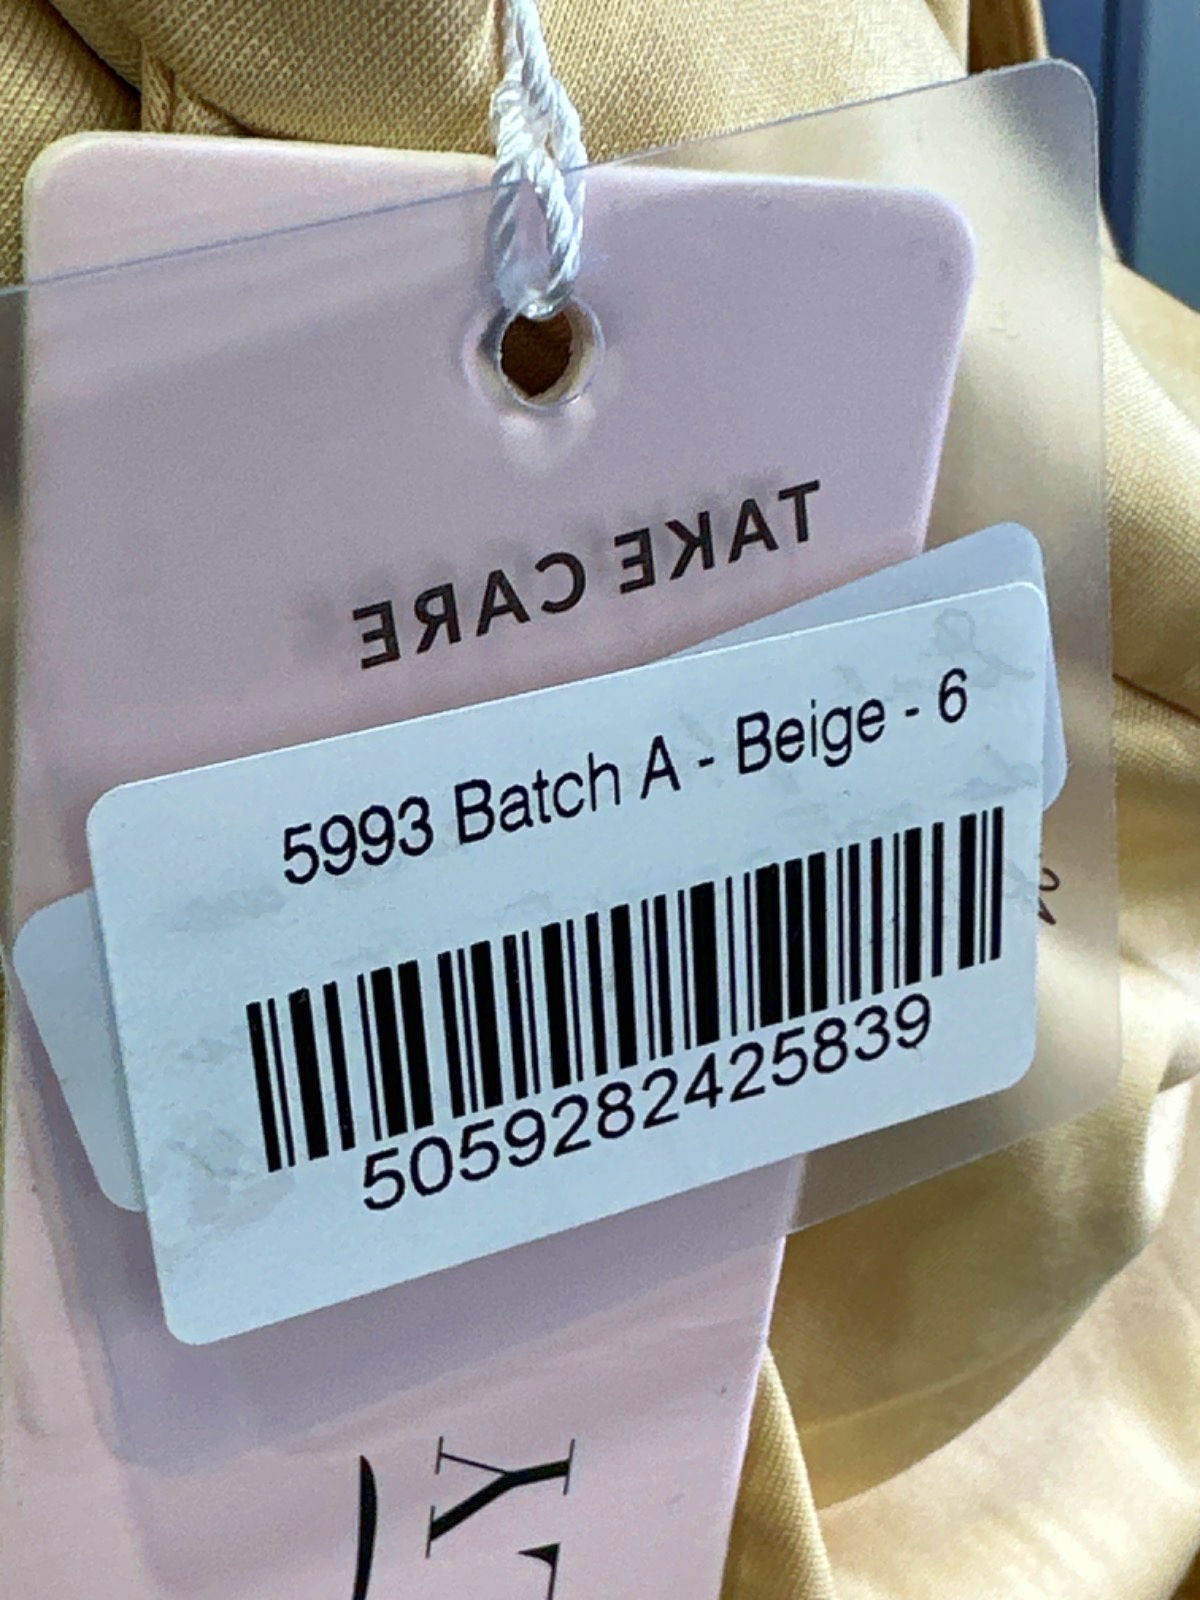 TAKE CARE
5993 Batch A - Beige - 6
5059282425839
Y